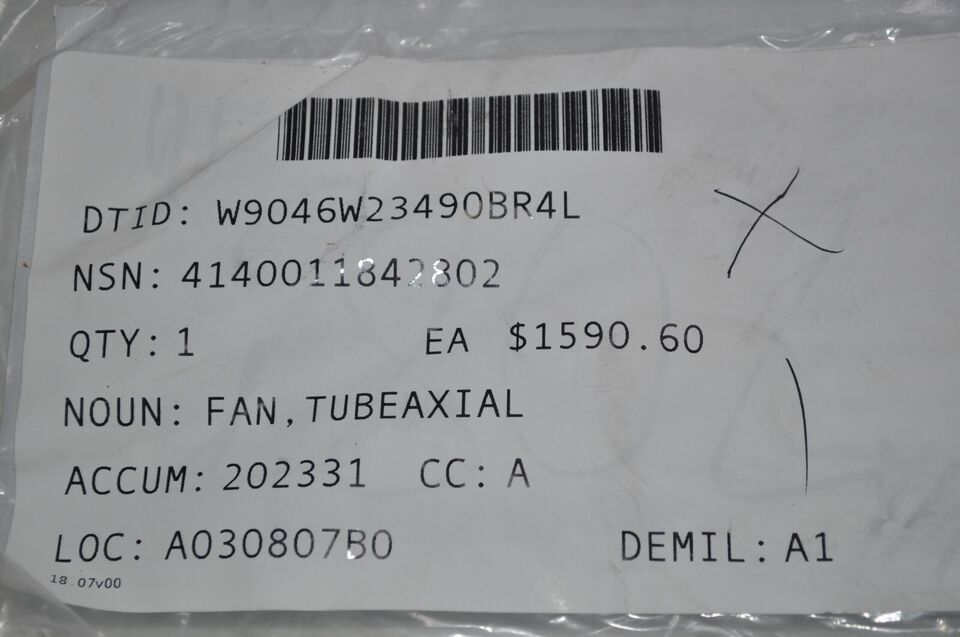 DTID: W9046W23490BR4L
NSN: 4140011842802
QTY: 1 EA $1590.60
NOUN: FAN, TUBEAXIAL
ACCUM: 202331 CC: A
LOC: A030807B0 DEMIL: A1
18.07v00